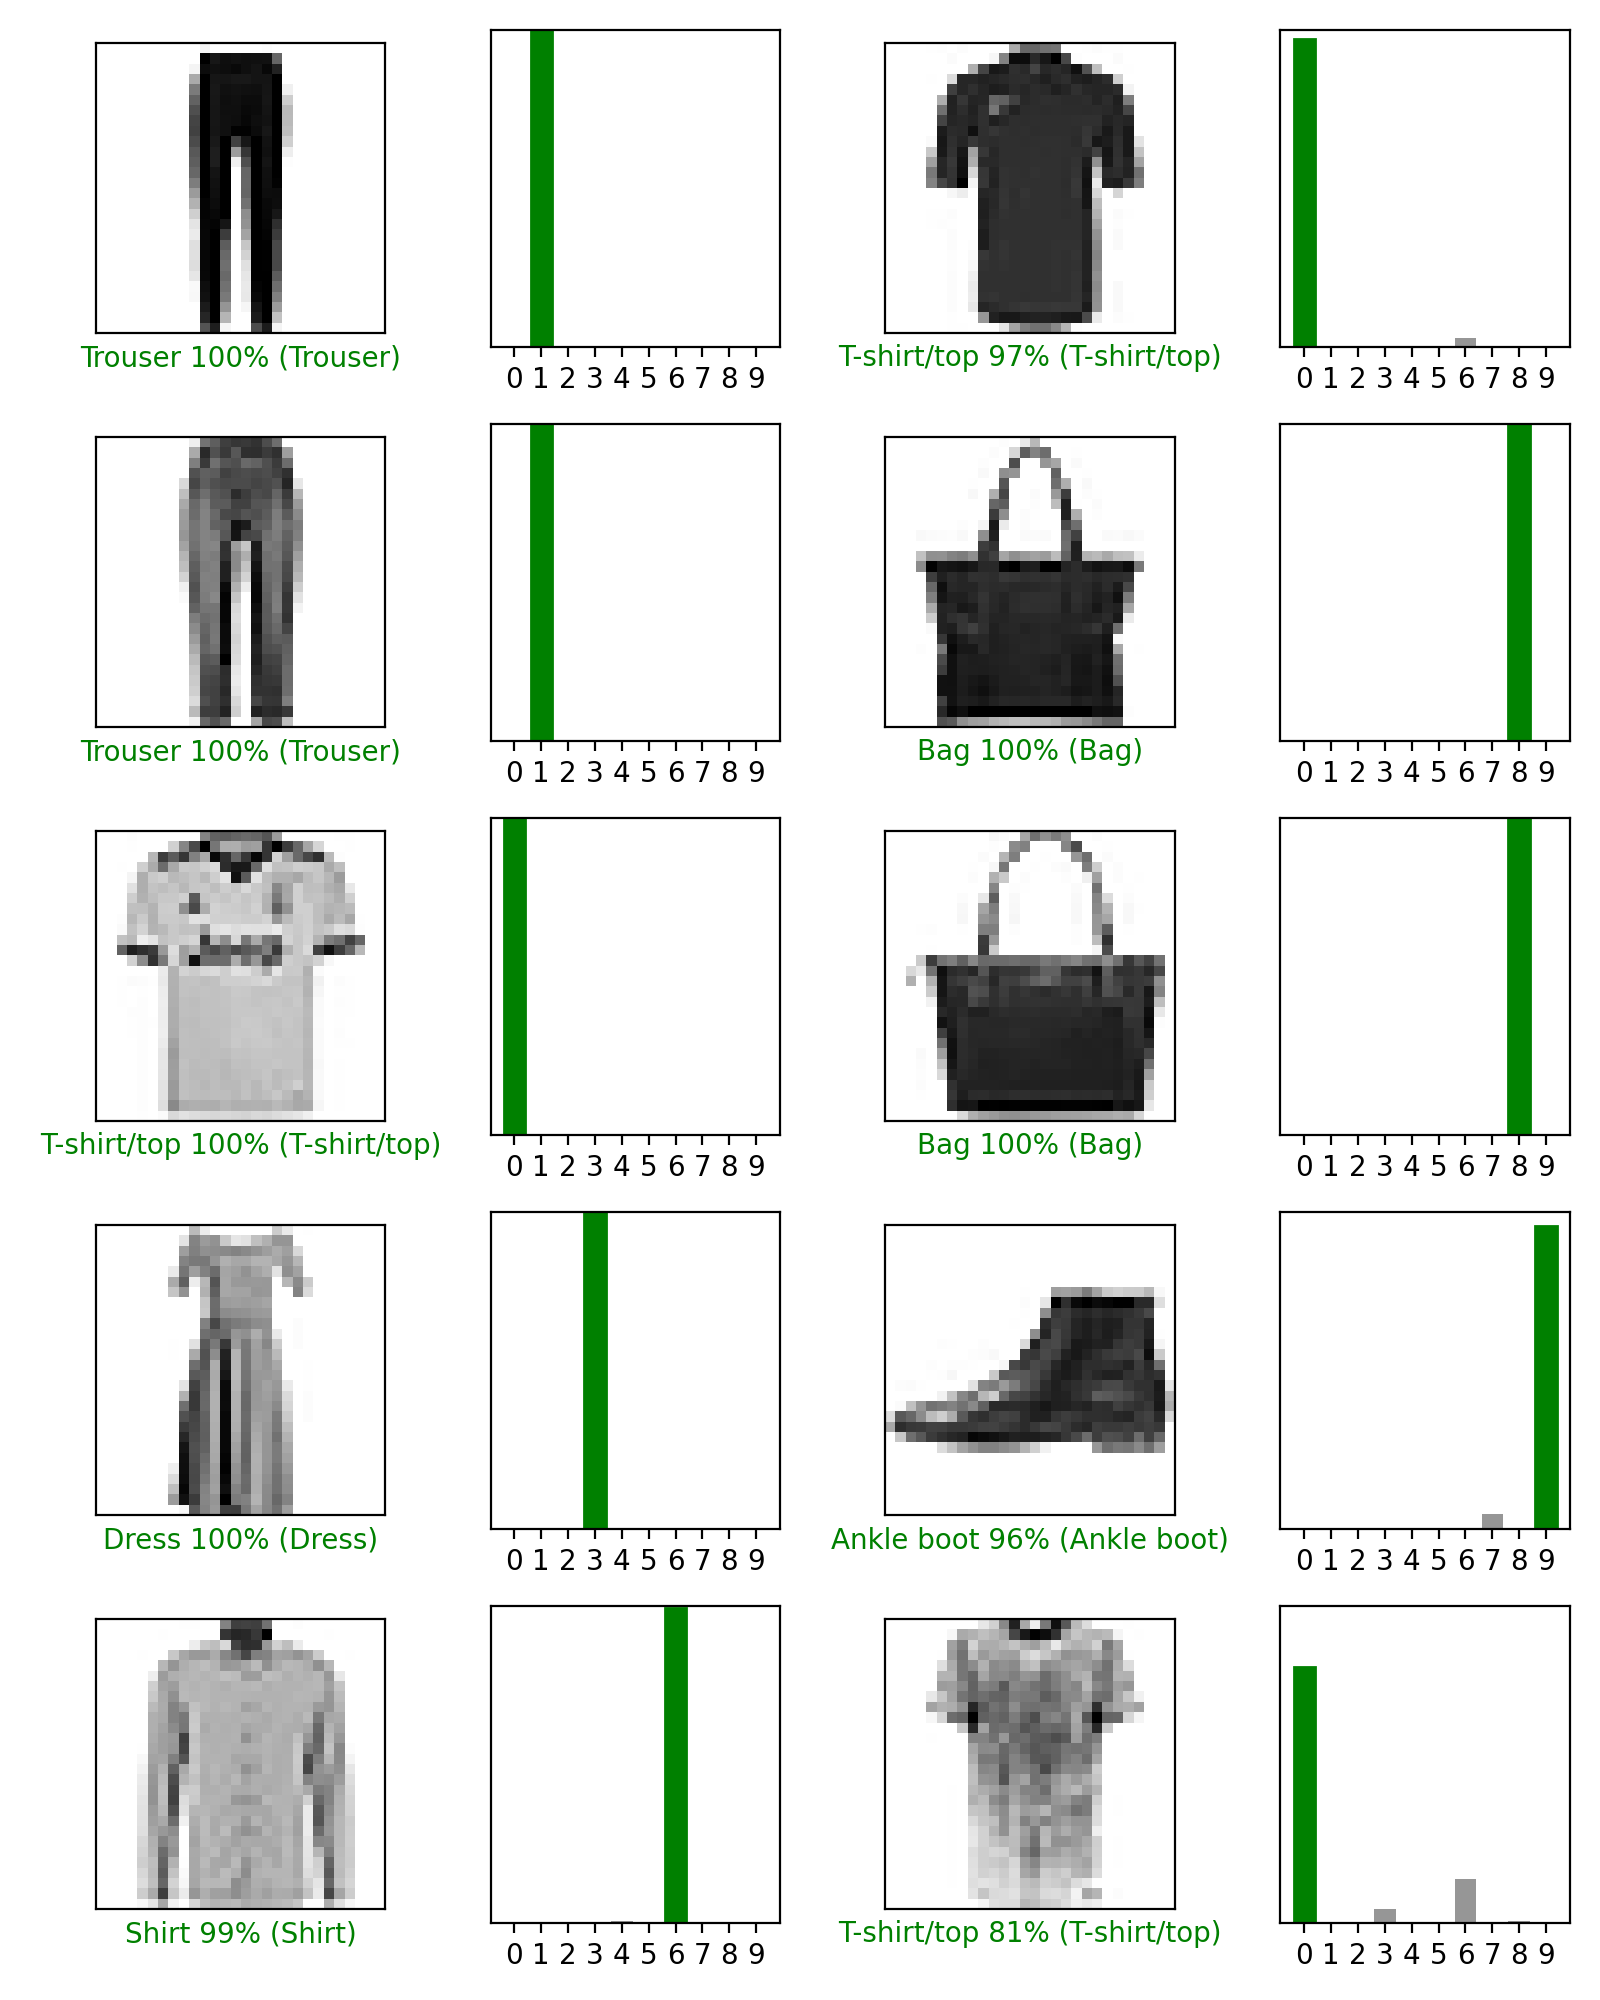 0 1 2 3 4 5 6 7 8 9
0 1 2 3 4 5 6 7 8 9
Trouser 100% (Trouser)
T-shirt/top 97% (T-shirt/top)
0 1 2 3 4 5 6 7 8 9
0 1 2 3 4 5 6 7 8 9
Trouser 100% (Trouser)
Bag 100% (Bag)
0 1 2 3 4 5 6 7 8 9
0 1 2 3 4 5 6 7 8 9
T-shirt/top 100% (T-shirt/top)
Bag 100% (Bag)
0 1 2 3 4 5 6 7 8 9
0 1 2 3 4 5 6 7 8 9
Dress 100% (Dress)
Ankle boot 96% (Ankle boot)
0 1 2 3 4 5 6 7 8 9
0 1 2 3 4 5 6 7 8 9
Shirt 99% (Shirt)
T-shirt/top 81% (T-shirt/top)